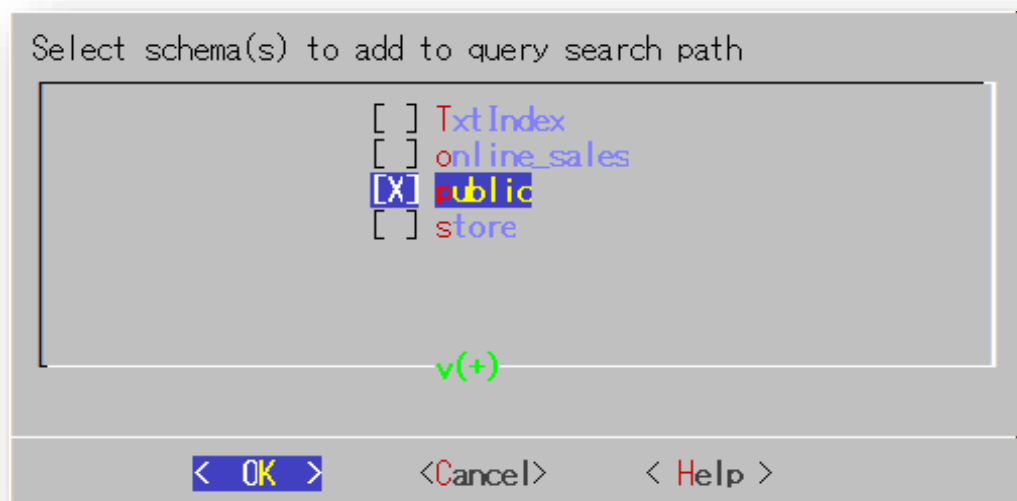 Select schema(s) to add to query search path
[ ] TxtIndex
[ ] online_sales
[X] public
[ ] store
v(+)
< OK > <Cancel> < Help >